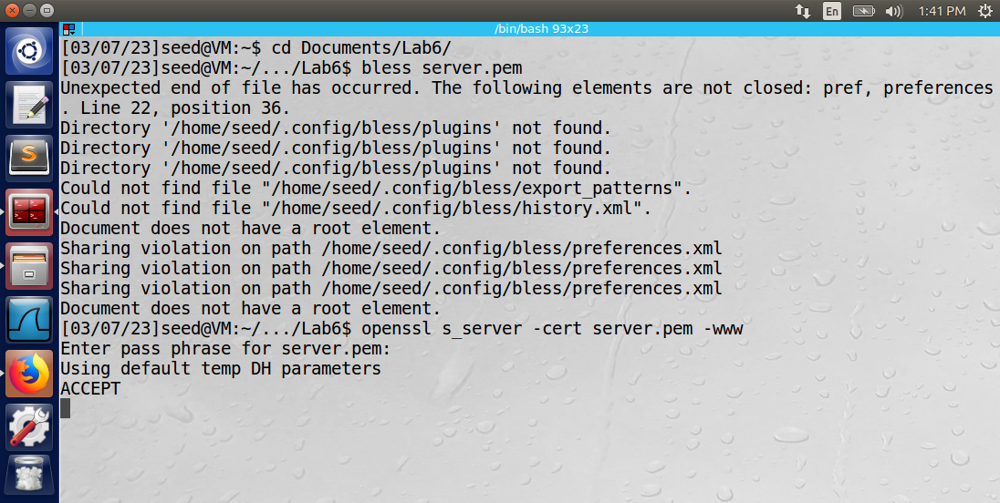 En
1:41 PM
/bin/bash 93x23
[03/07/23]seed@VM:~$ cd Documents/Lab6/
[03/07/23]seed@VM:~/.../Lab6$ bless server.pem
Unexpected end of file has occurred. The following elements are not closed: pref, preferences
. Line 22, position 36.
Directory '/home/seed/.config/bless/plugins' not found.
Directory '/home/seed/.config/bless/plugins' not found.
Directory '/home/seed/.config/bless/plugins' not found.
Could not find file "/home/seed/.config/bless/export_patterns".
Could not find file "/home/seed/.config/bless/history.xml".
Document does not have a root element.
Sharing violation on path /home/seed/.config/bless/preferences.xml
Sharing violation on path /home/seed/.config/bless/preferences.xml
Sharing violation on path /home/seed/.config/bless/preferences.xml
Document does not have a root element.
[03/07/23]seed@VM:~/.../Lab6$ openssl s_server -cert server.pem -www
Enter pass phrase for server.pem:
Using default temp DH parameters
ACCEPT